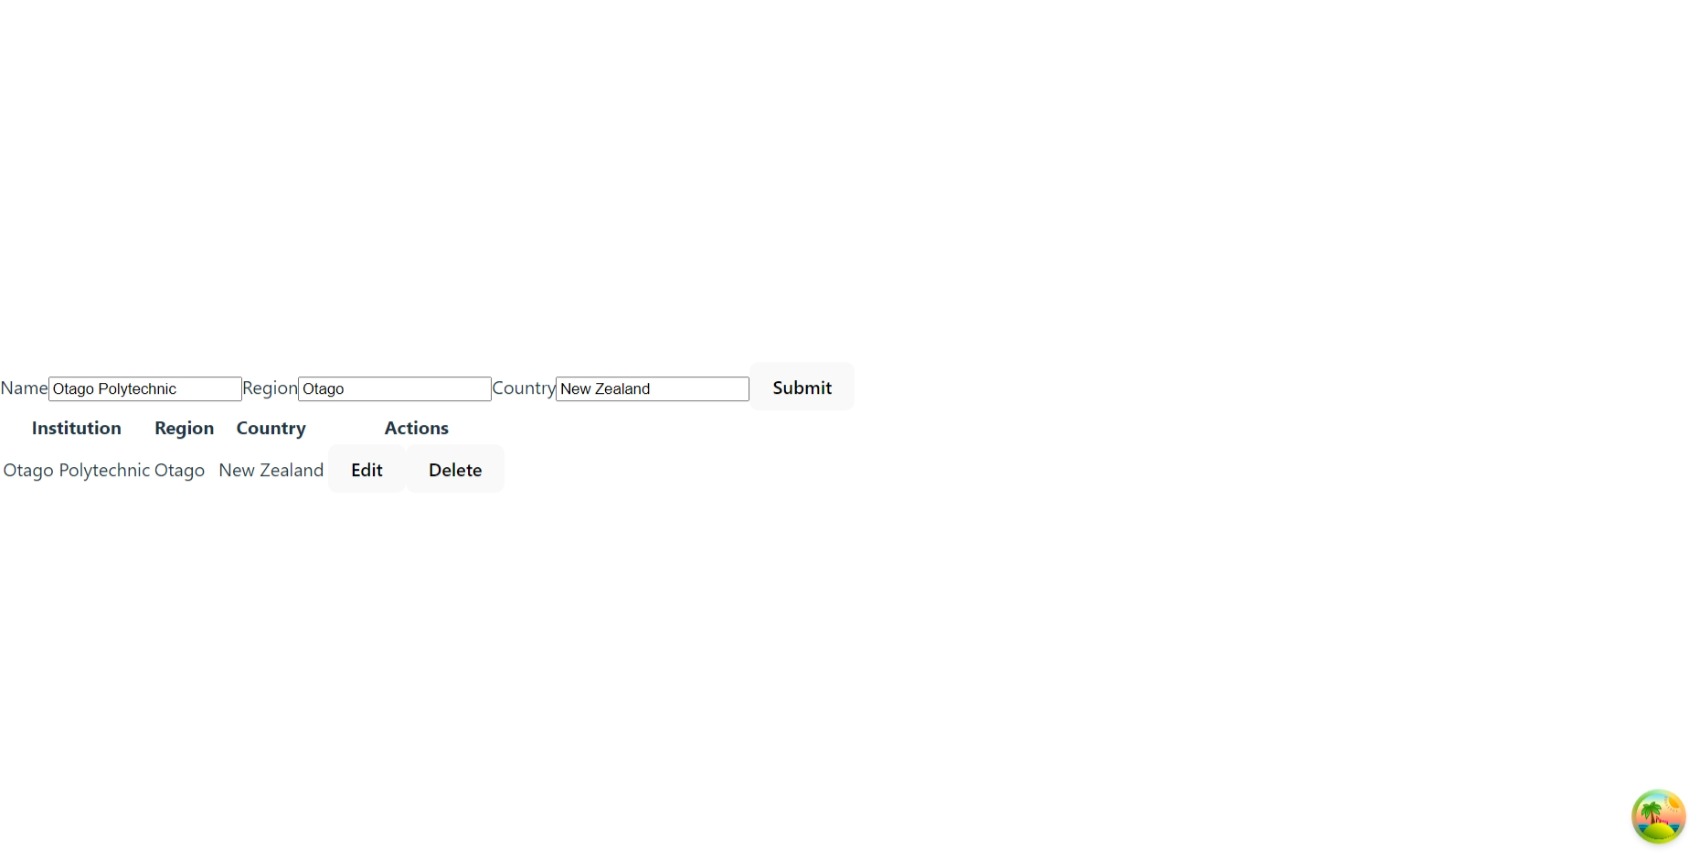 Name Otago Polytechnic Region Otago Country New Zealand Submit
Institution Region Country Actions
Otago Polytechnic Otago New Zealand Edit Delete